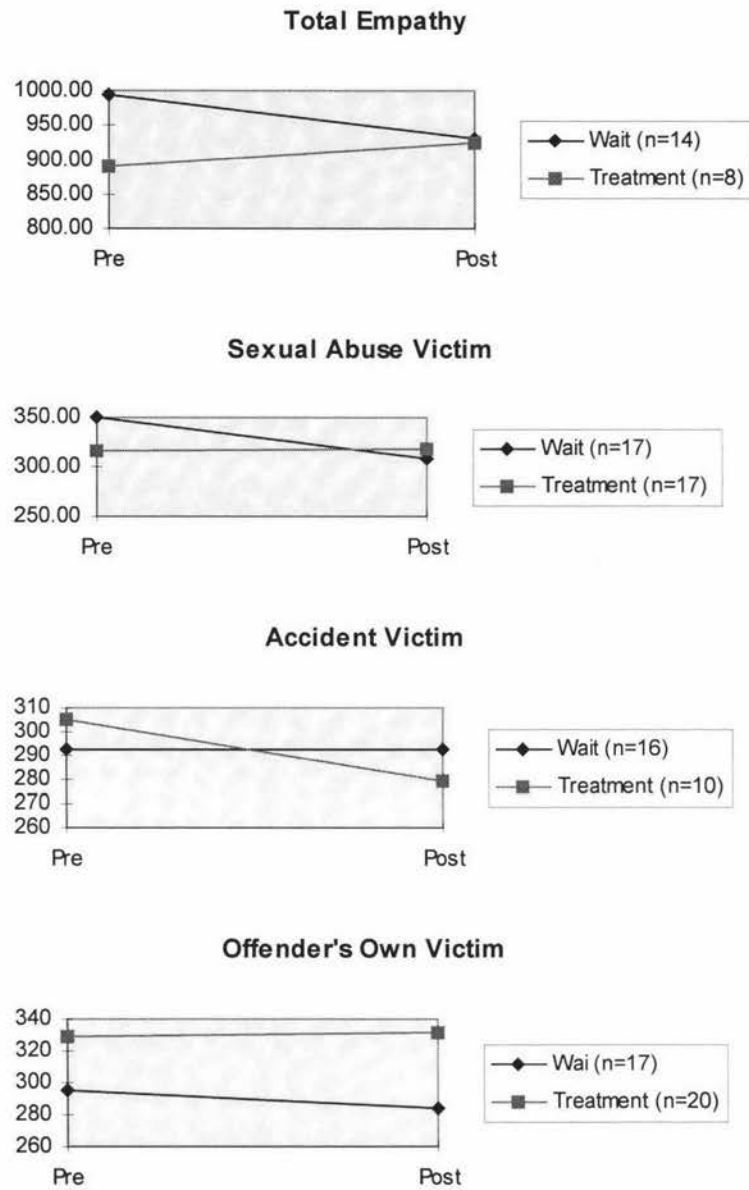 Total Empathy
1000.00
950.00
900.00
850.00
800.00
Pre
Post
Wait (n=14)
Treatment (n=8)
Sexual Abuse Victim
350.00
300.00
250.00
Pre
Post
Wait (n=17)
Treatment (n=17)
Accident Victim
310
300
290
280
270
260
Pre
Post
Wait (n=16)
Treatment (n=10)
Offender's Own Victim
340
320
300
280
260
Pre
Post
Wai (n=17)
Treatment (n=20)